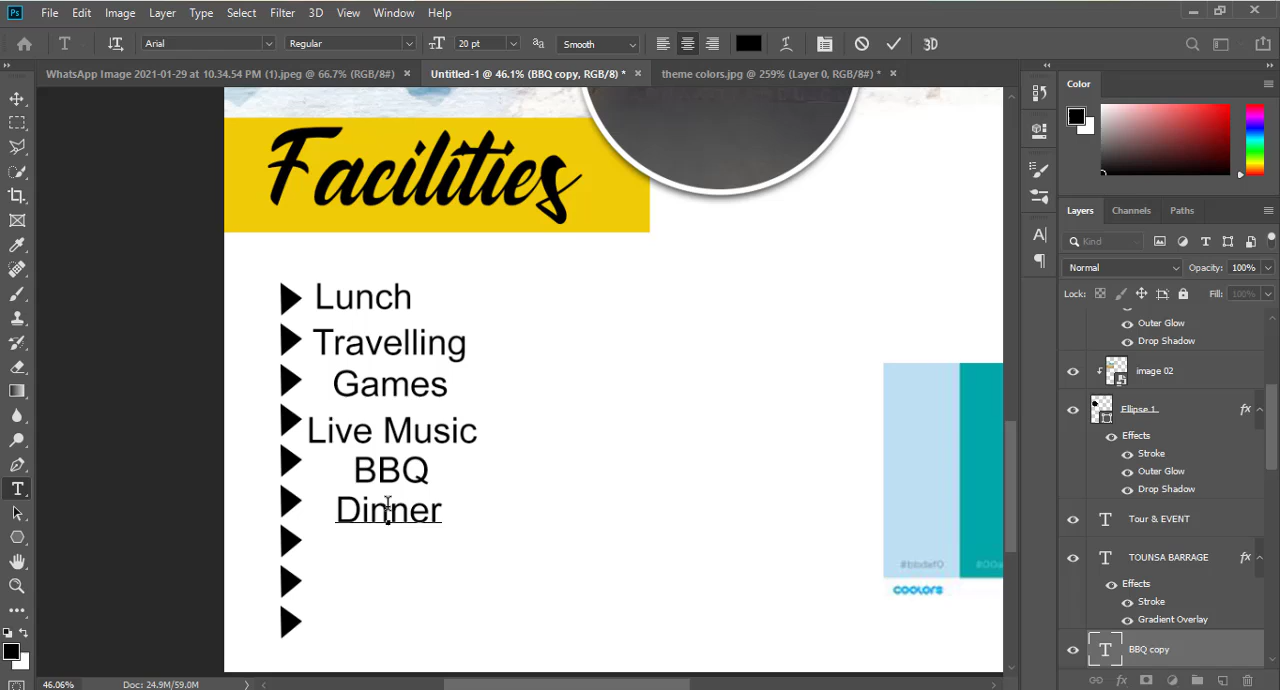 Ps File Edit Image Layer Type Select Filter 3D View Window Help
T Arial Regular 20 pt Smooth 3D
WhatsApp Image 2021-01-29 at 10.34.54 PM (1).jpeg @ 66.7% (RGB/8#) × Untitled-1 @ 46.1% (BBQ copy, RGB/8) * × theme colors.jpg @ 259% (Layer 0, RGB/8#) * ×
Color
Facilities
Lunch
Travelling
Games
Live Music
BBQ
Dinner
coolors
Layers Channels Paths
Kind
Normal Opacity: 100%
Lock: Fill: 100%
Outer Glow
Drop Shadow
image 02
Ellipse 1 fx
Effects
Stroke
Outer Glow
Drop Shadow
T Tour & EVENT
T TOUNSA BARRAGE fx
Effects
Stroke
Gradient Overlay
T BBQ copy
46.06% Doc: 24.9M/59.0M